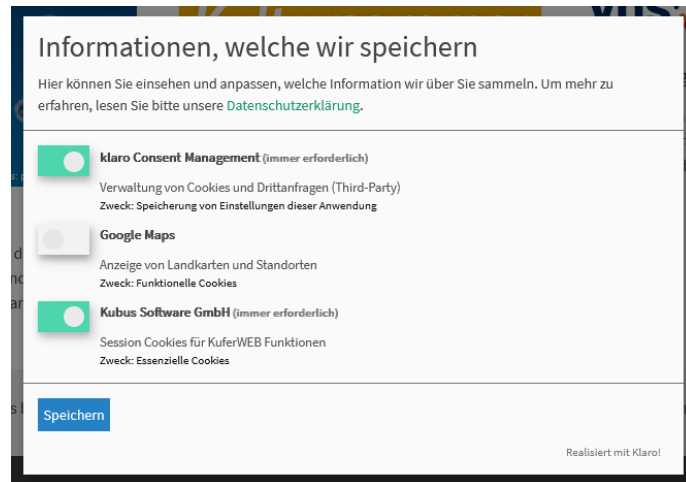 Informationen, welche wir speichern
Hier können Sie einsehen und anpassen, welche Information wir über Sie sammeln. Um mehr zu
erfahren, lesen Sie bitte unsere Datenschutzerklärung.
klaro Consent Management (immer erforderlich)
Verwaltung von Cookies und Drittanfragen (Third-Party)
Zweck: Speicherung von Einstellungen dieser Anwendung
Google Maps
Anzeige von Landkarten und Standorten
Zweck: Funktionelle Cookies
Kubus Software GmbH (immer erforderlich)
Session Cookies für KuferWEB Funktionen
Zweck: Essenzielle Cookies
Speichern
Realisiert mit Klaro!